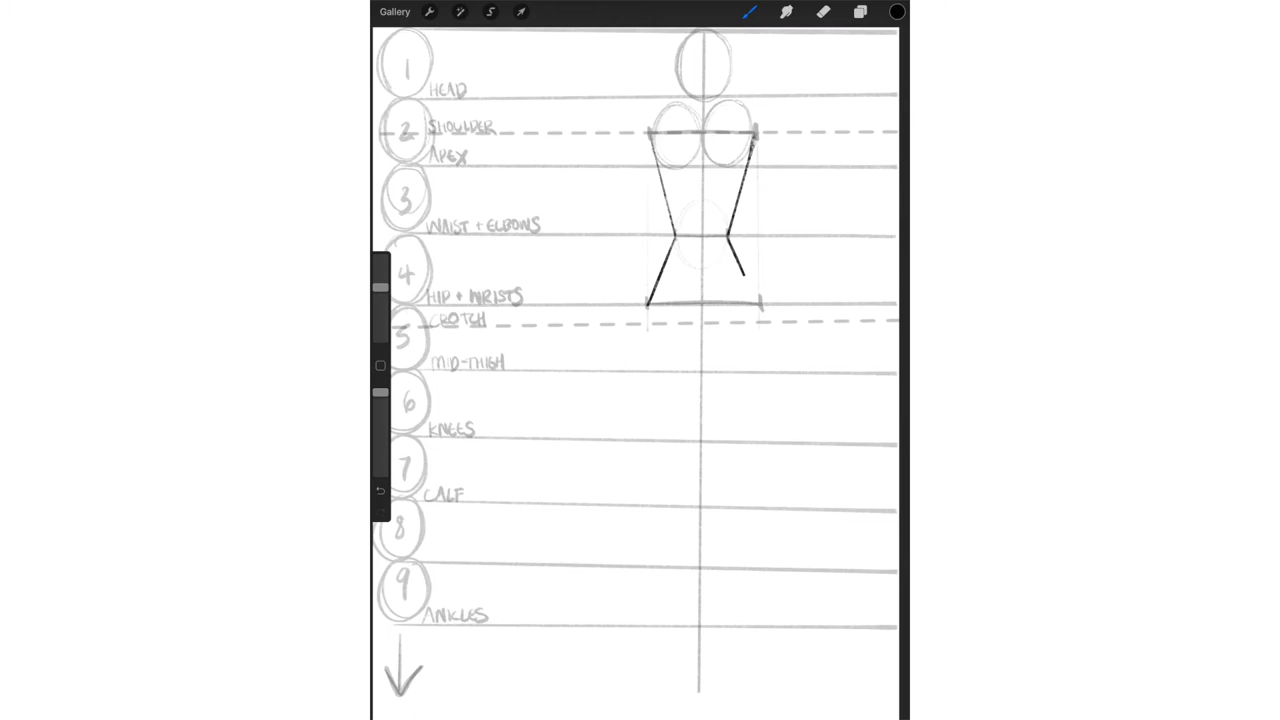 Gallery
1
HEAD
2 SHOULDER
APEX
3
WAIST + ELBOWS
4
HIP + WRISTS
CROTCH
5
MID-THIGH
6
KNEES
7
CALF
8
9
ANKLES